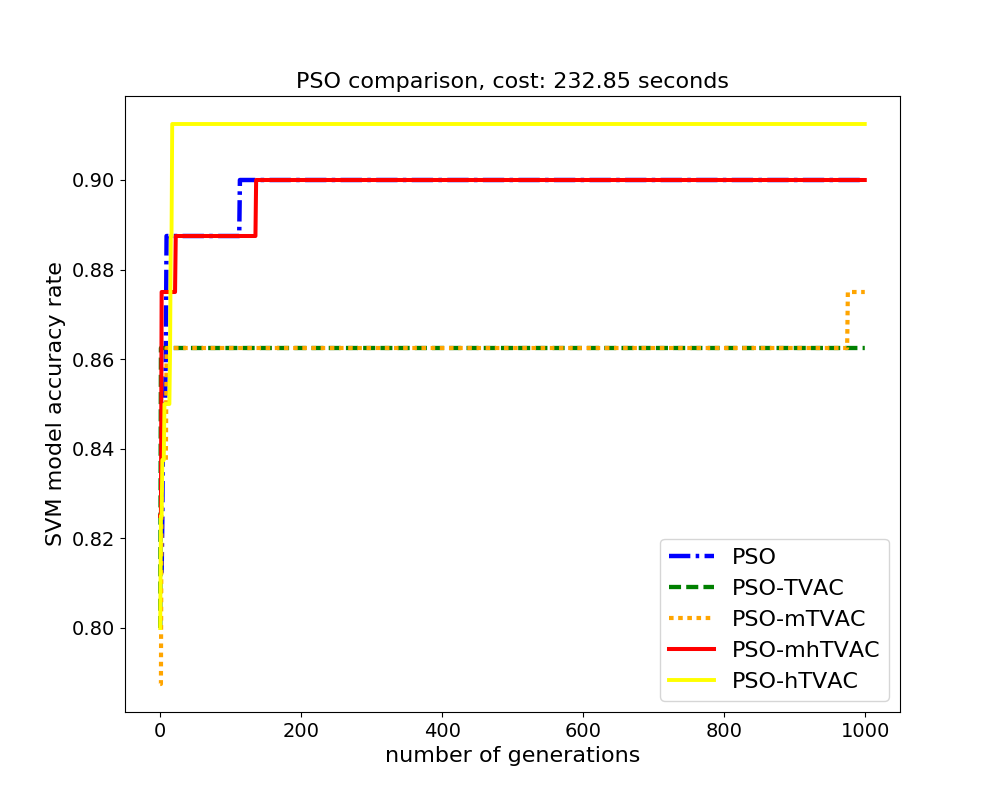 PSO comparison, cost: 232.85 seconds
SVM model accuracy rate
0.90
0.88
0.86
0.84
0.82
0.80
0
200
400
600
800
1000
number of generations
PSO
PSO-TVAC
PSO-mTVAC
PSO-mhTVAC
PSO-hTVAC